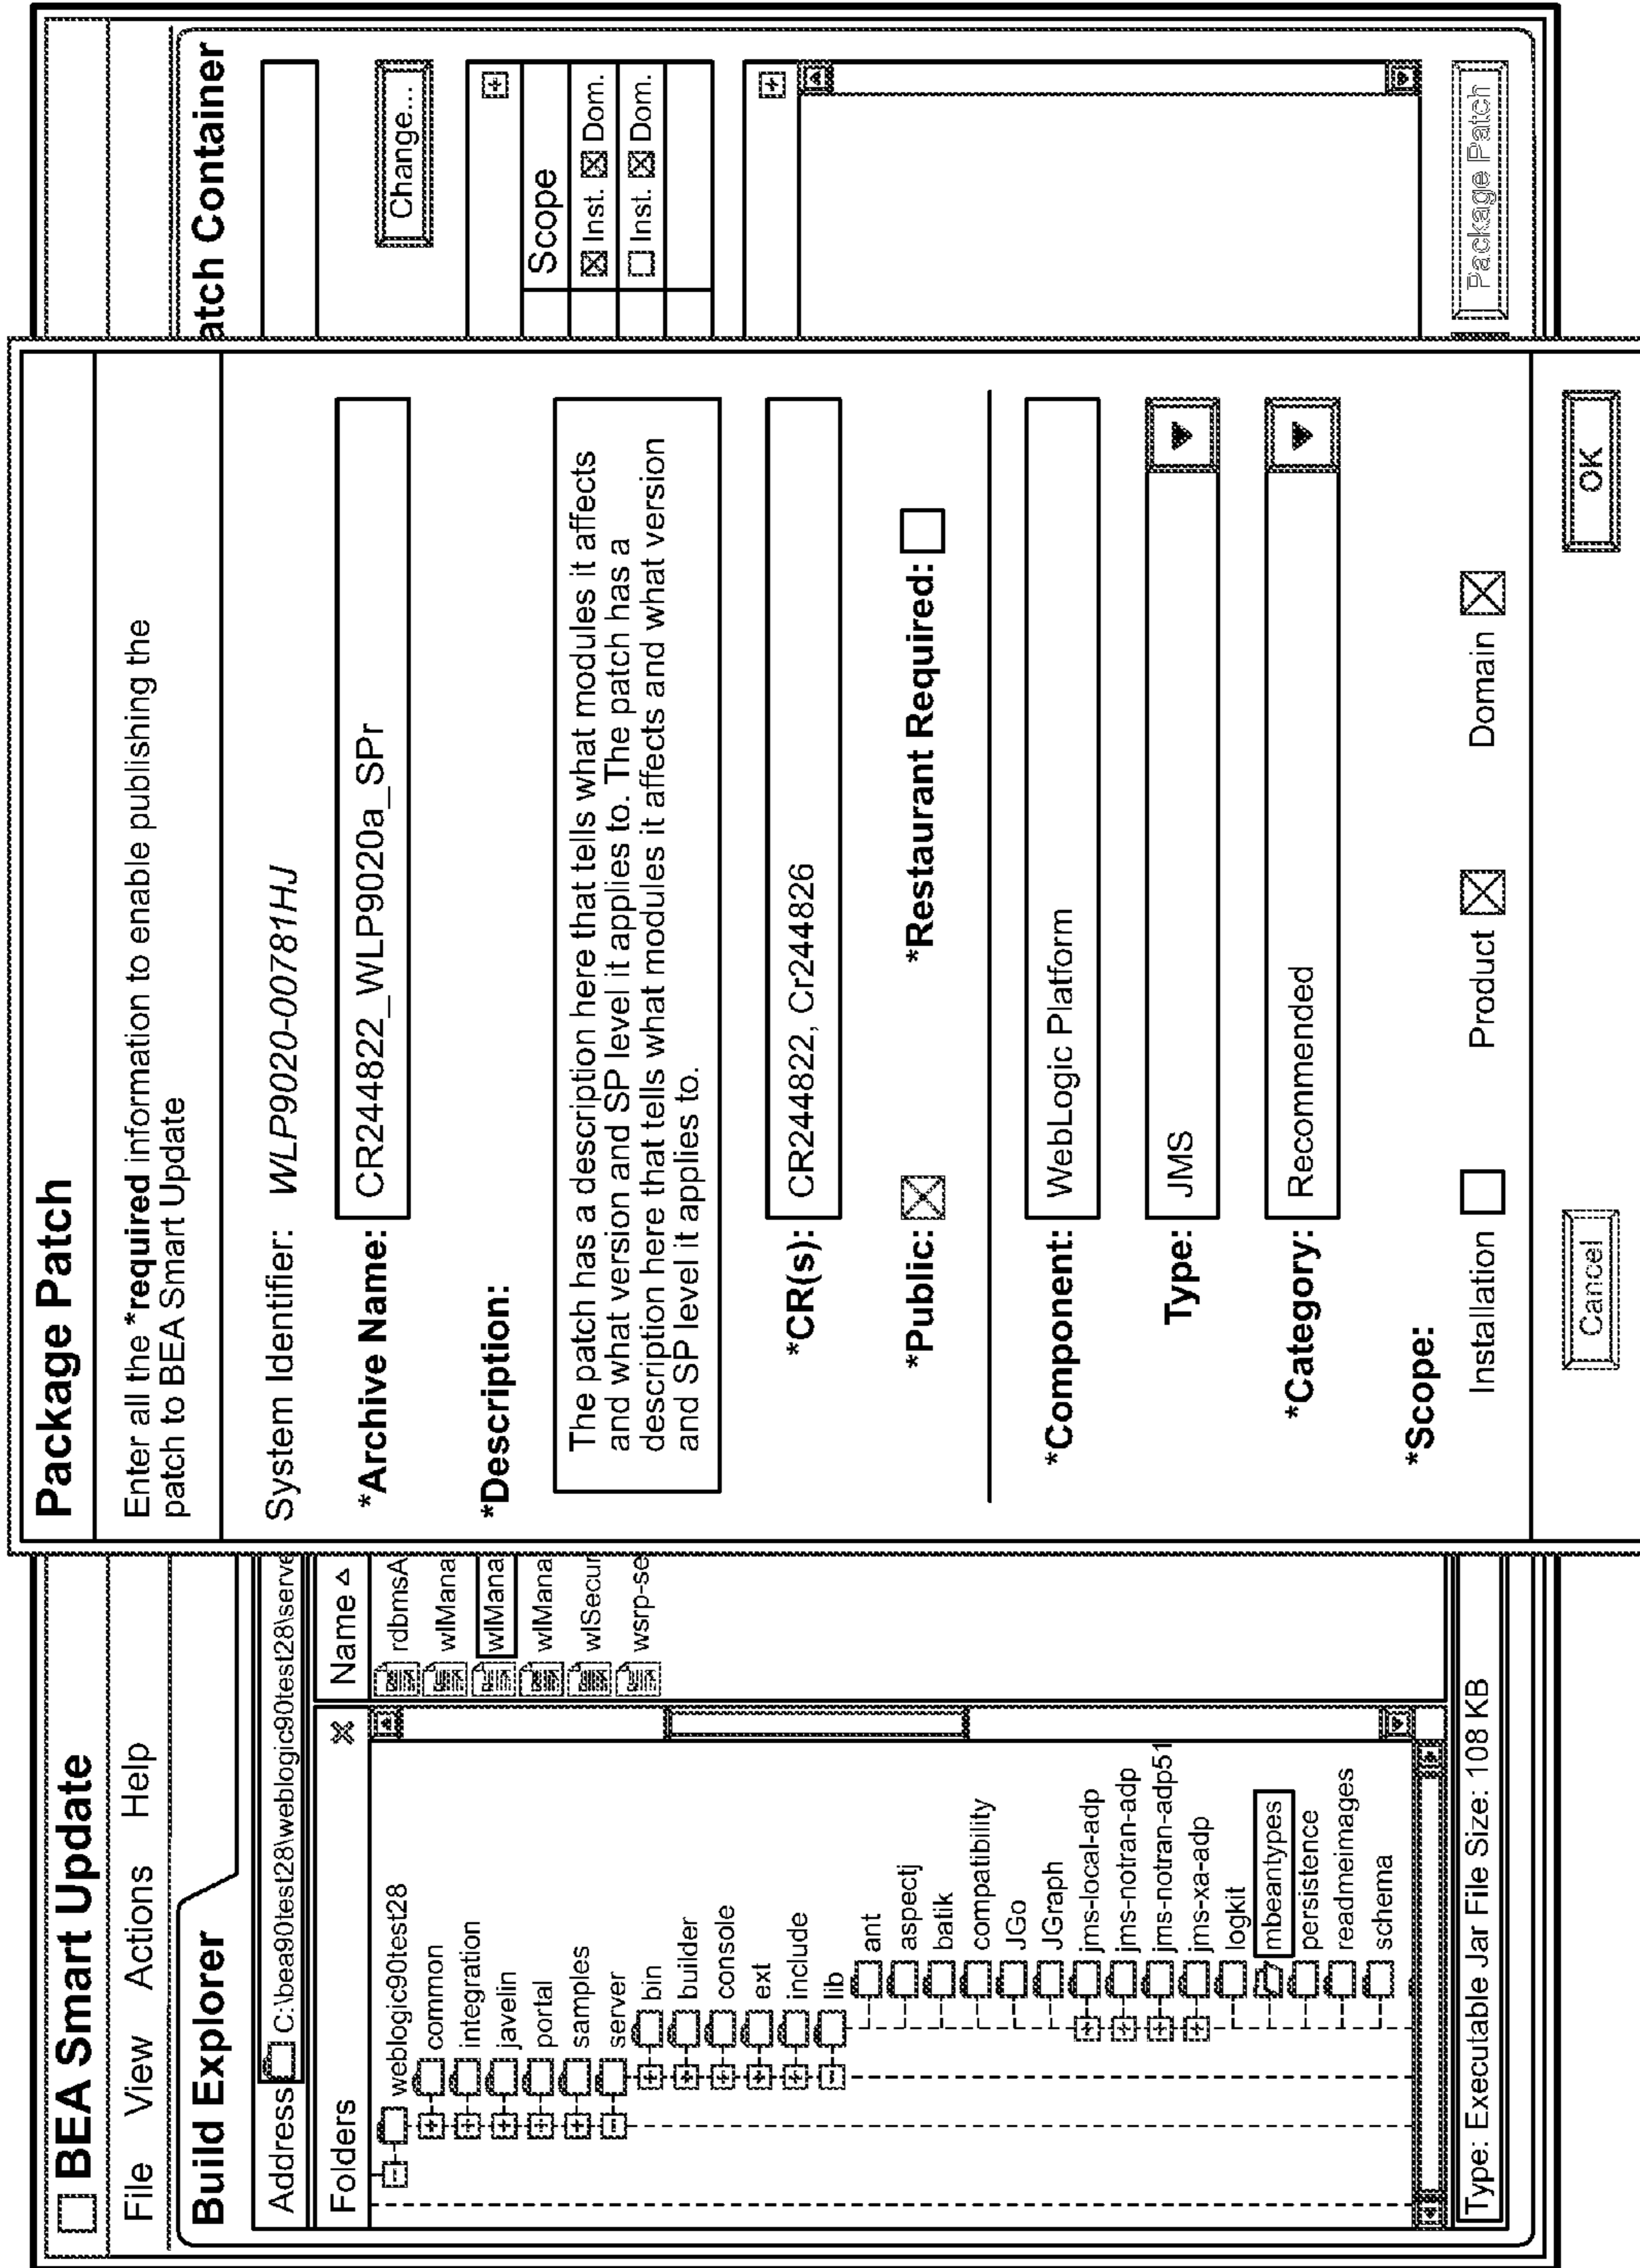 BEA Smart Update
File View Actions Help
Build Explorer
Address C:\bea90test28\weblogic90test28\serve
Folders
weblogic90test28
common
integration
javelin
portal
samples
server
bin
builder
console
ext
include
lib
ant
aspectj
batik
compatibility
JGo
JGraph
jms-local-adp
jms-notran-adp
jms-notran-adp51
jms-xa-adp
logkit
mbeantypes
persistence
readmeimages
schema
Name
rdbmsA
wlMana
wlMana
wlMana
wlSecur
wsrp-se
Type: Executable Jar File Size: 108 KB
Package Patch
Enter all the *required information to enable publishing the
patch to BEA Smart Update
System Identifier: WLP9020-00781HJ
*Archive Name: CR244822_WLP9020a_SPr
*Description:
The patch has a description here that tells what modules it affects
and what version and SP level it applies to. The patch has a
description here that tells what modules it affects and what version
and SP level it applies to.
*CR(s): CR244822, Cr244826
*Public: *Restaurant Required:
*Component: WebLogic Platform
Type: JMS
*Category: Recommended
*Scope:
Installation Product Domain
Cancel OK
atch Container
Change...
Scope
Inst. Dom.
Inst. Dom.
Package Patch